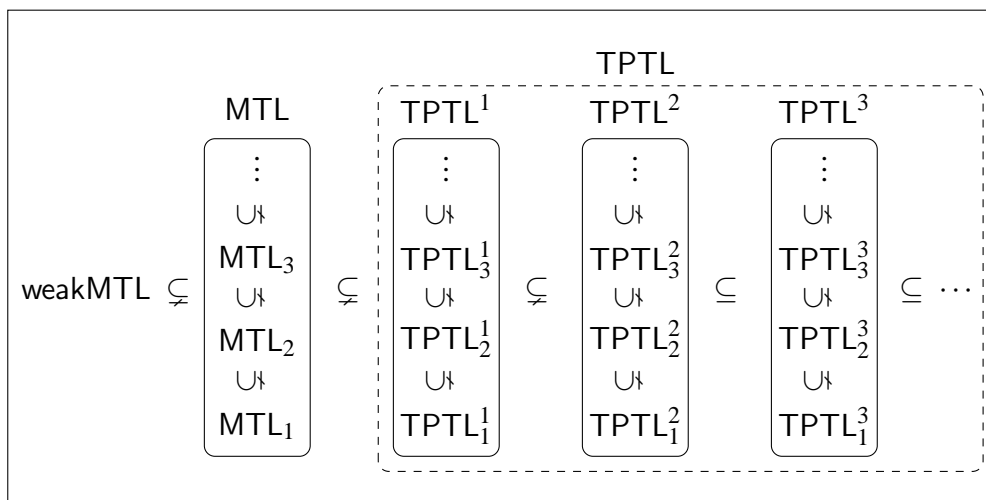 TPTL
MTL TPTL¹ TPTL² TPTL³
⋮ ⋮ ⋮ ⋮
∪∤ ∪∤ ∪∤ ∪∤
MTL₃ TPTL¹₃ TPTL²₃ TPTL³₃
weakMTL ⊊ ∪∤ ⊊ ∪∤ ⊊ ∪∤ ⊆ ∪∤ ⊆ ⋯
MTL₂ TPTL¹₂ TPTL²₂ TPTL³₂
∪∤ ∪∤ ∪∤ ∪∤
MTL₁ TPTL¹₁ TPTL²₁ TPTL³₁